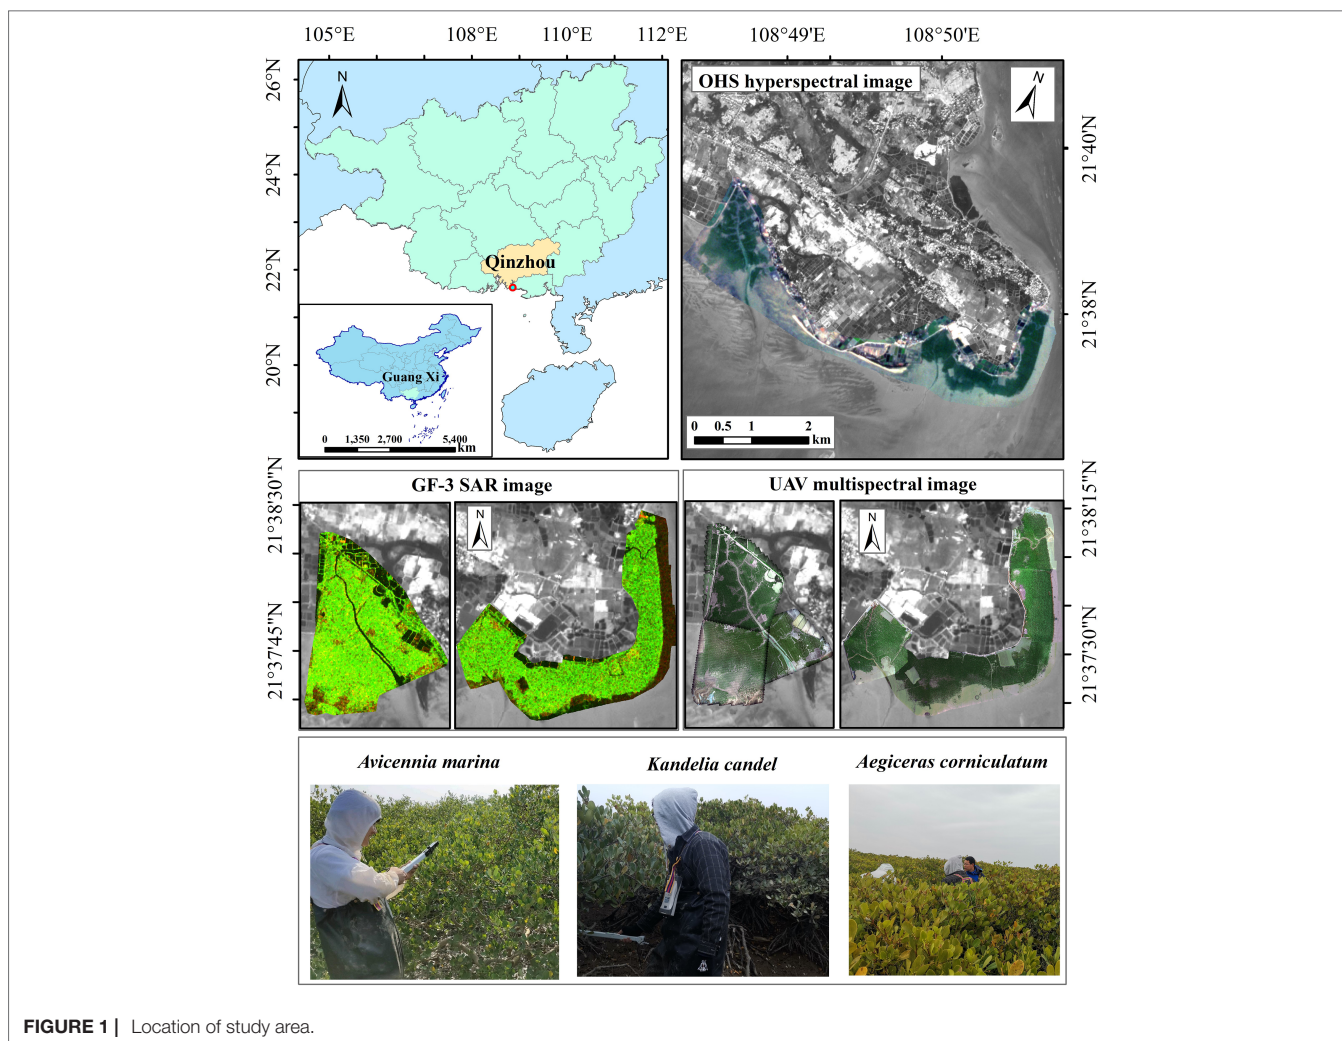 105°E 108°E 110°E 112°E 108°49'E 108°50'E
26°N
24°N
22°N
20°N
N
Qinzhou
Guang Xi
0 1,350 2,700 5,400
km
OHS hyperspectral image
N
21°40'N
21°38'N
0 0.5 1 2
km
GF-3 SAR image
21°38'30"N
21°37'45"N
N
UAV multispectral image
N
21°38'15"N
21°37'30"N
Avicennia marina
Kandelia candel
Aegiceras corniculatum
FIGURE 1 | Location of study area.